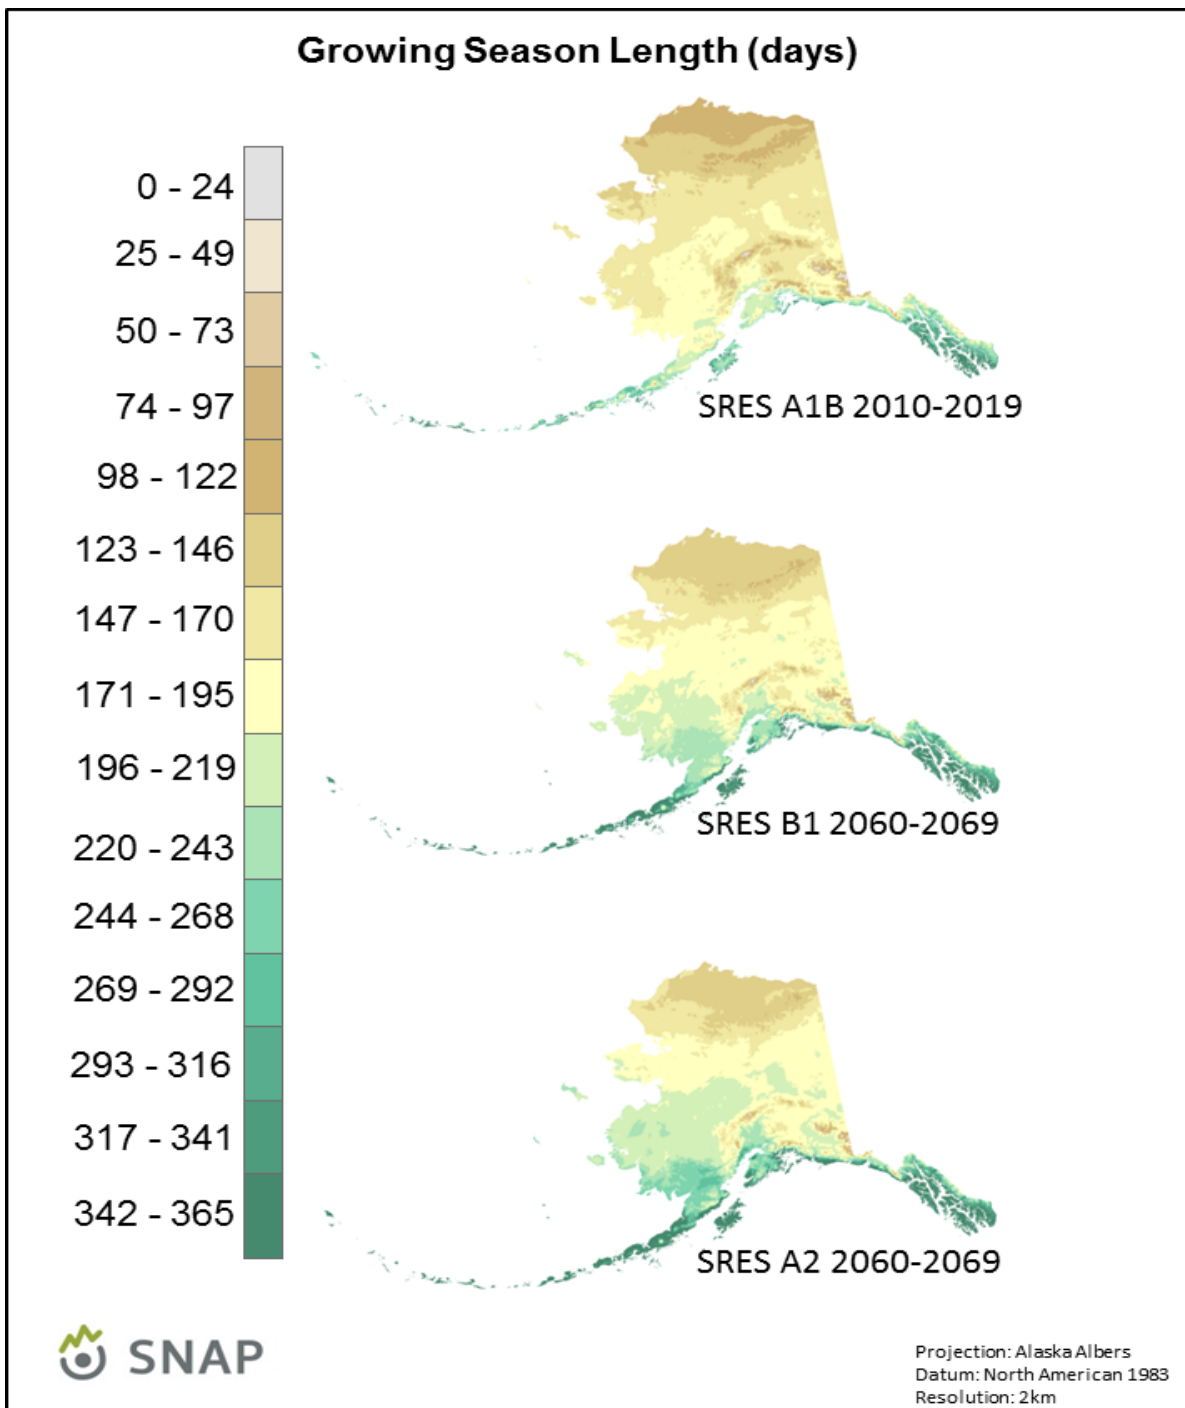 Growing Season Length (days)
0 - 24
25 - 49
50 - 73
74 - 97
98 - 122
123 - 146
147 - 170
171 - 195
196 - 219
220 - 243
244 - 268
269 - 292
293 - 316
317 - 341
342 - 365
SRES A1B 2010-2019
SRES B1 2060-2069
SRES A2 2060-2069
SNAP
Projection: Alaska Albers
Datum: North American 1983
Resolution: 2km